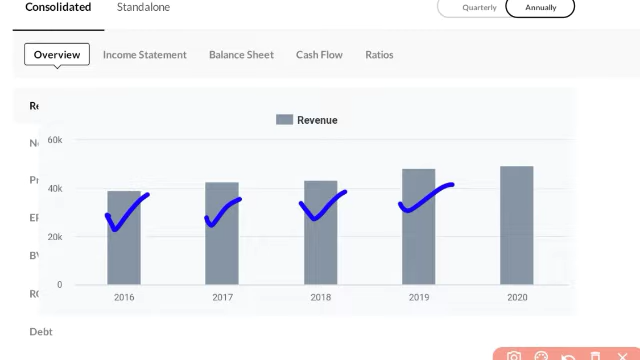 Consolidated Standalone Quarterly Annually
Overview Income Statement Balance Sheet Cash Flow Ratios
Re
Revenue
60k
40k
20k
0
2016 2017 2018 2019 2020
Debt